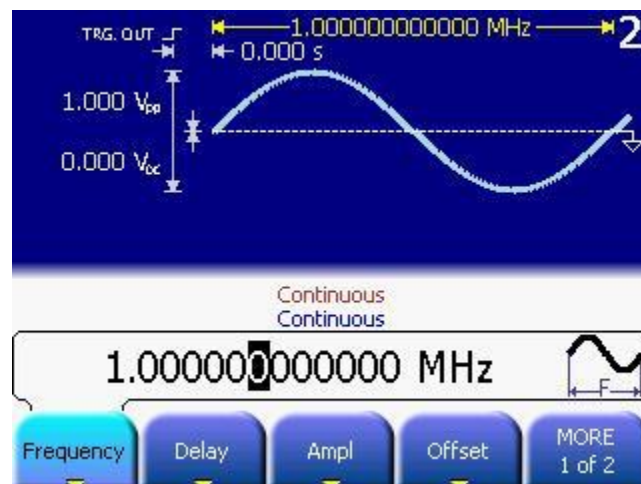 TRG. OUT
1.000000000000 MHz
2
0.000 s
1.000 Vpp
0.000 VDC
Continuous
Continuous
1.000000000000 MHz
F
Frequency
Delay
Ampl
Offset
MORE
1 of 2